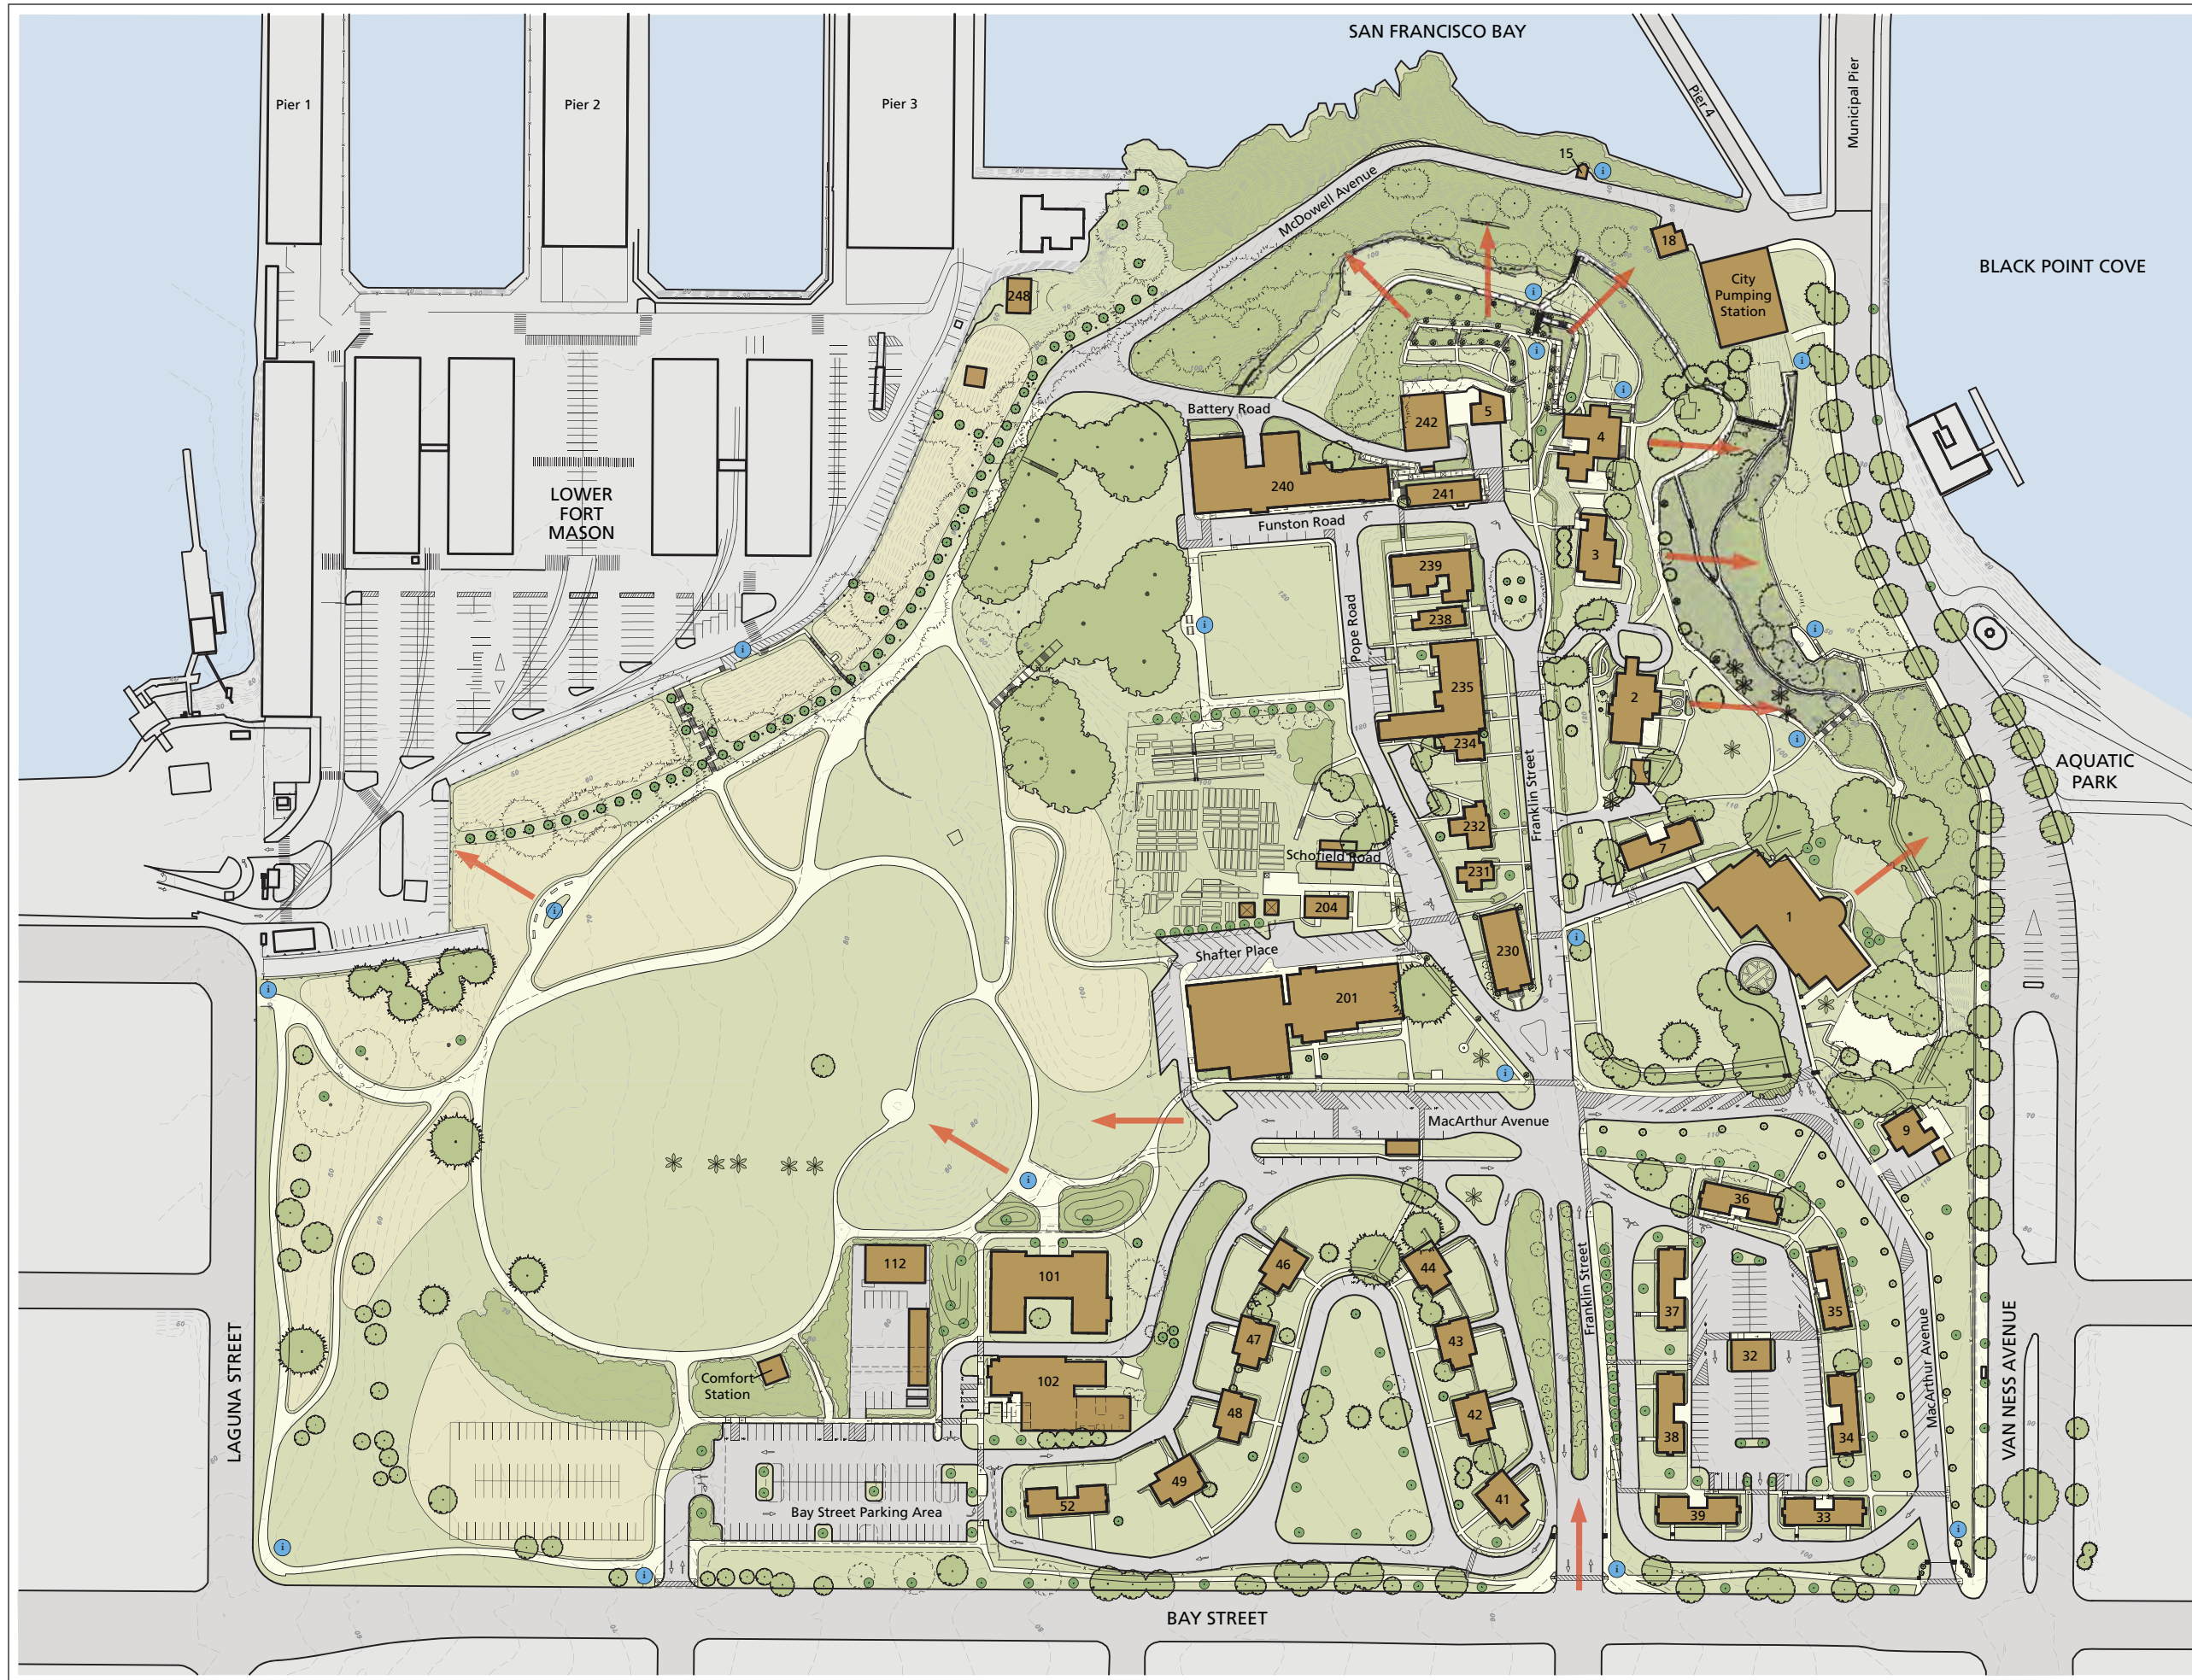 SAN FRANCISCO BAY
Pier 1
Pier 2
Pier 3
Pier 4
Municipal Pier
15
McDowell Avenue
18
BLACK POINT COVE
City
Pumping
Station
248
Battery Road
242
5
4
240
241
LOWER
FORT
MASON
Funston Road
3
239
238
Pope Road
235
2
234
Franklin Street
AQUATIC
PARK
232
7
Schofield Road
231
204
1
230
Shafter Place
201
MacArthur Avenue
9
36
46
44
112
101
37
35
47
43
32
Franklin Street
MacArthur Avenue
LAGUNA STREET
VAN NESS AVENUE
Comfort
Station
102
48
42
38
34
49
52
41
Bay Street Parking Area
39
33
BAY STREET